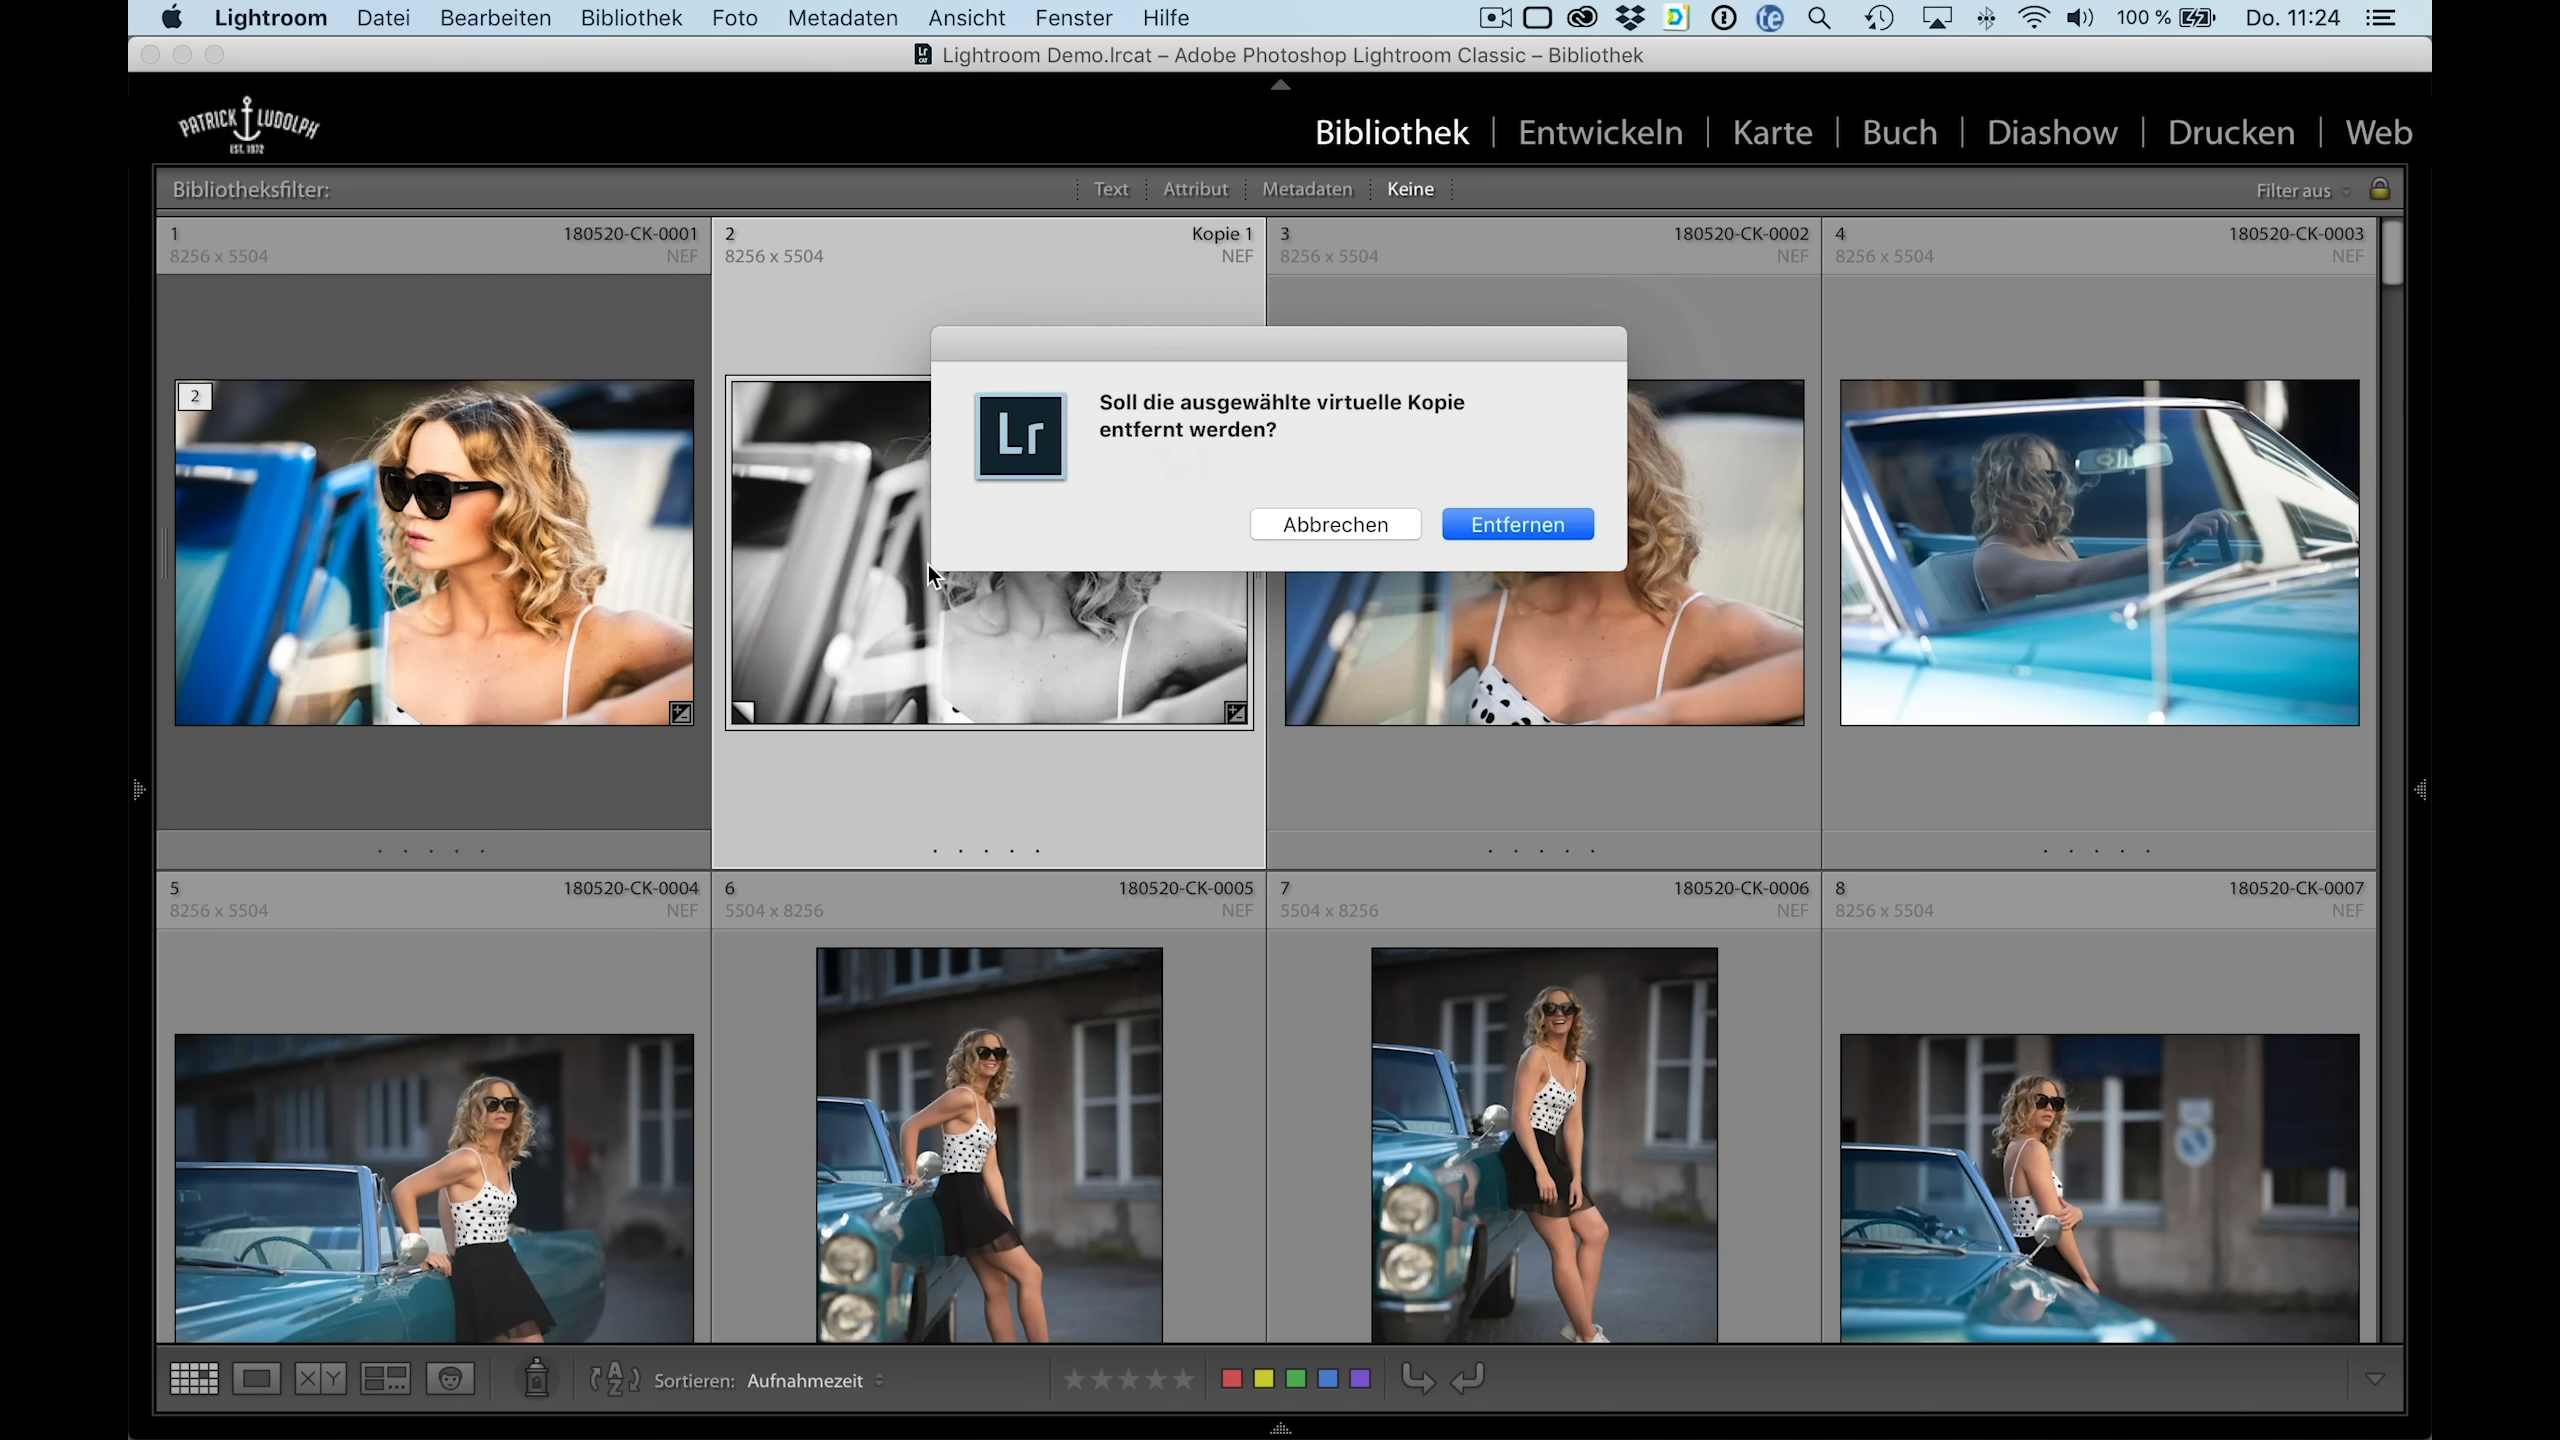 Lightroom Datei Bearbeiten Bibliothek Foto Metadaten Ansicht Fenster Hilfe 100 % Do. 11:24
Lightroom Demo.lrcat – Adobe Photoshop Lightroom Classic – Bibliothek
PATRICK LUDOLPH
EST. 1972
Bibliothek Entwickeln Karte Buch Diashow Drucken Web
Bibliotheksfilter: Text Attribut Metadaten Keine Filter aus
1 180520-CK-0001
8256 x 5504 NEF
2 Kopie 1
8256 x 5504 NEF
3 180520-CK-0002
8256 x 5504 NEF
4 180520-CK-0003
8256 x 5504 NEF
2
Lr
Soll die ausgewählte virtuelle Kopie
entfernt werden?
Abbrechen Entfernen
5 180520-CK-0004
8256 x 5504 NEF
6 180520-CK-0005
5504 x 8256 NEF
7 180520-CK-0006
5504 x 8256 NEF
8 180520-CK-0007
8256 x 5504 NEF
X Y A Z Sortieren: Aufnahmezeit